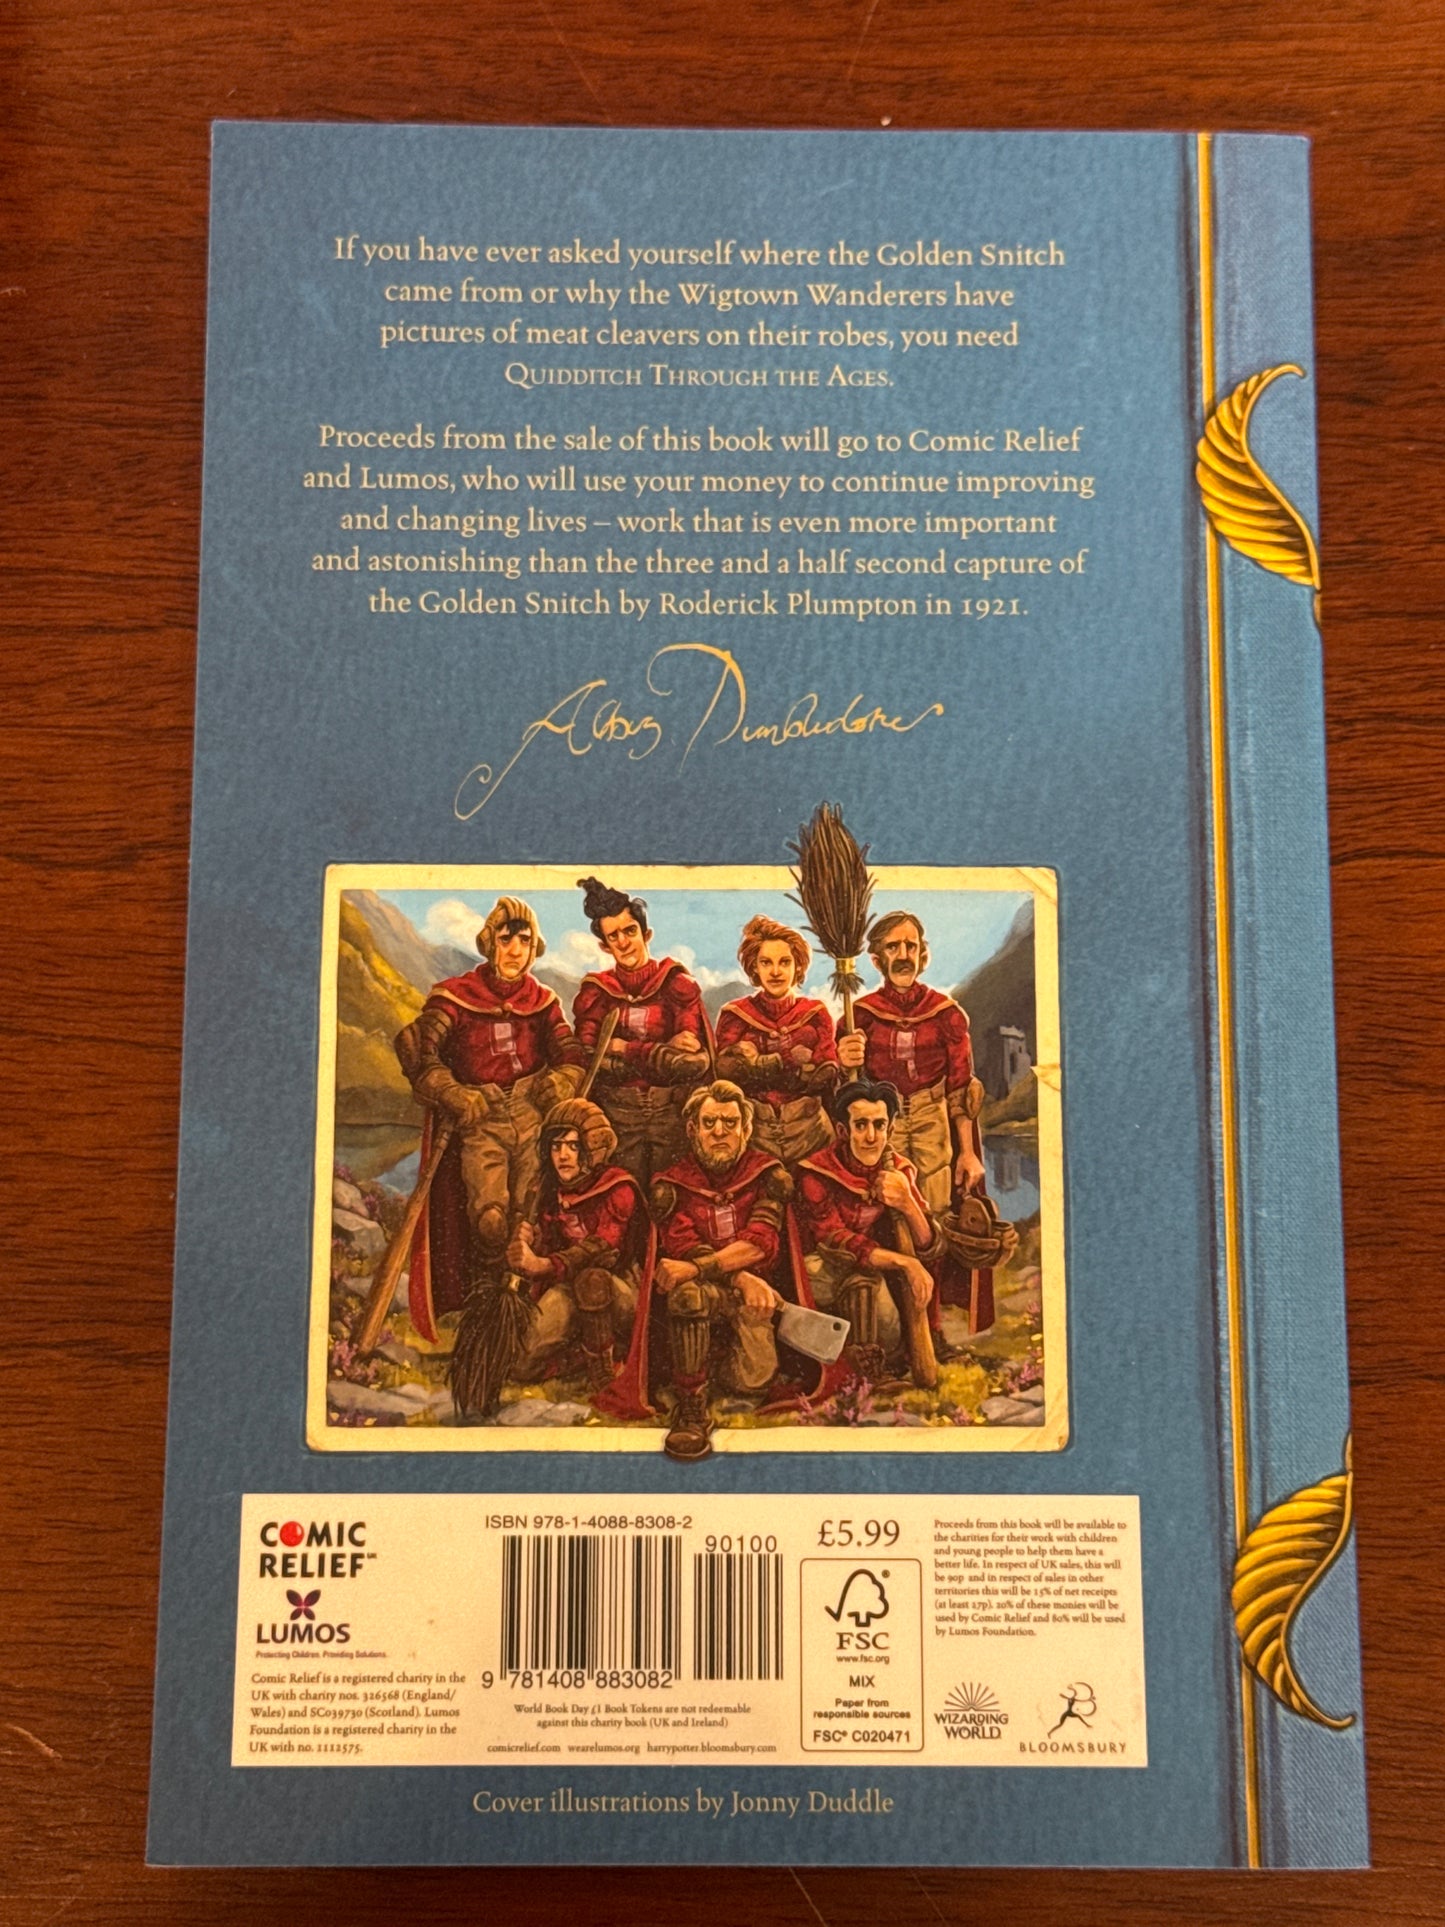 If you have ever asked yourself where the Golden Snitch
came from or why the Wigtown Wanderers have
pictures of meat cleavers on their robes, you need
QUIDDITCH THROUGH THE AGES.
Proceeds from the sale of this book will go to Comic Relief
and Lumos, who will use your money to continue improving
and changing lives – work that is even more important
and astonishing than the three and a half second capture of
the Golden Snitch by Roderick Plumpton in 1921.
Albus Dumbledore
COMIC
RELIEF
LUMOS
Protecting Children. Providing Solutions.
Comic Relief is a registered charity in the
UK with charity nos. 326568 (England/
Wales) and SC039730 (Scotland). Lumos
Foundation is a registered charity in the
UK with no. 1112575.
ISBN 978-1-4088-8308-2
90100
9 781408 883082
World Book Day £1 Book Tokens are not redeemable
against this charity book (UK and Ireland)
comicrelief.com wearelumos.org harrypotter.bloomsbury.com
£5.99
FSC
www.fsc.org
MIX
Paper from
responsible sources
FSC® C020471
Proceeds from this book will be available to
the charities for their work with children
and young people to help them have a
better life. In respect of UK sales, this will
be 90p and in respect of sales in other
territories this will be 15% of net receipts
(at least 27p). 20% of these monies will be
used by Comic Relief and 80% will be used
by Lumos Foundation.
WIZARDING
WORLD
BLOOMSBURY
Cover illustrations by Jonny Duddle